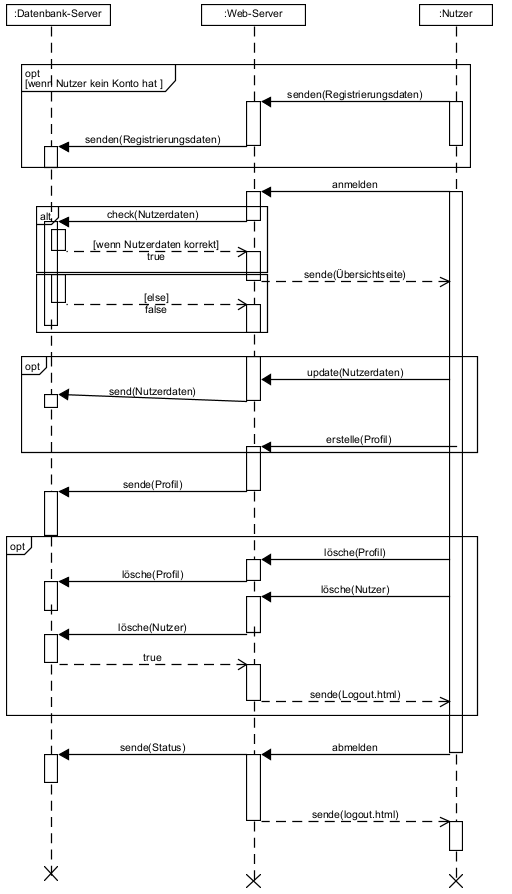 :Datenbank-Server
:Web-Server
:Nutzer
opt
[wenn Nutzer kein Konto hat ]
senden(Registrierungsdaten)
senden(Registrierungsdaten)
anmelden
alt
check(Nutzerdaten)
[wenn Nutzerdaten korrekt]
true
sende(Übersichtseite)
[else]
false
opt
update(Nutzerdaten)
send(Nutzerdaten)
erstelle(Profil)
sende(Profil)
opt
lösche(Profil)
lösche(Profil)
lösche(Nutzer)
lösche(Nutzer)
true
sende(Logout.html)
sende(Status)
abmelden
sende(logout.html)